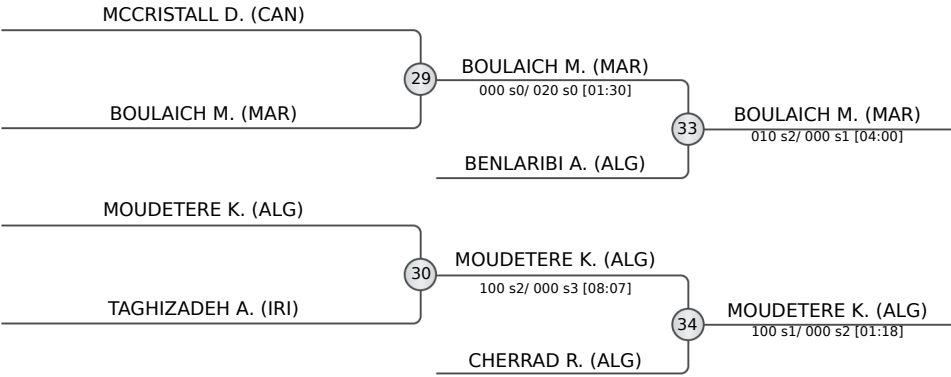 MCCRISTALL D. (CAN)
29
BOULAICH M. (MAR)
000 s0/ 020 s0 [01:30]
BOULAICH M. (MAR)
33
BOULAICH M. (MAR)
010 s2/ 000 s1 [04:00]
BENLARIBI A. (ALG)
MOUDETERE K. (ALG)
30
MOUDETERE K. (ALG)
100 s2/ 000 s3 [08:07]
TAGHIZADEH A. (IRI)
34
MOUDETERE K. (ALG)
100 s1/ 000 s2 [01:18]
CHERRAD R. (ALG)